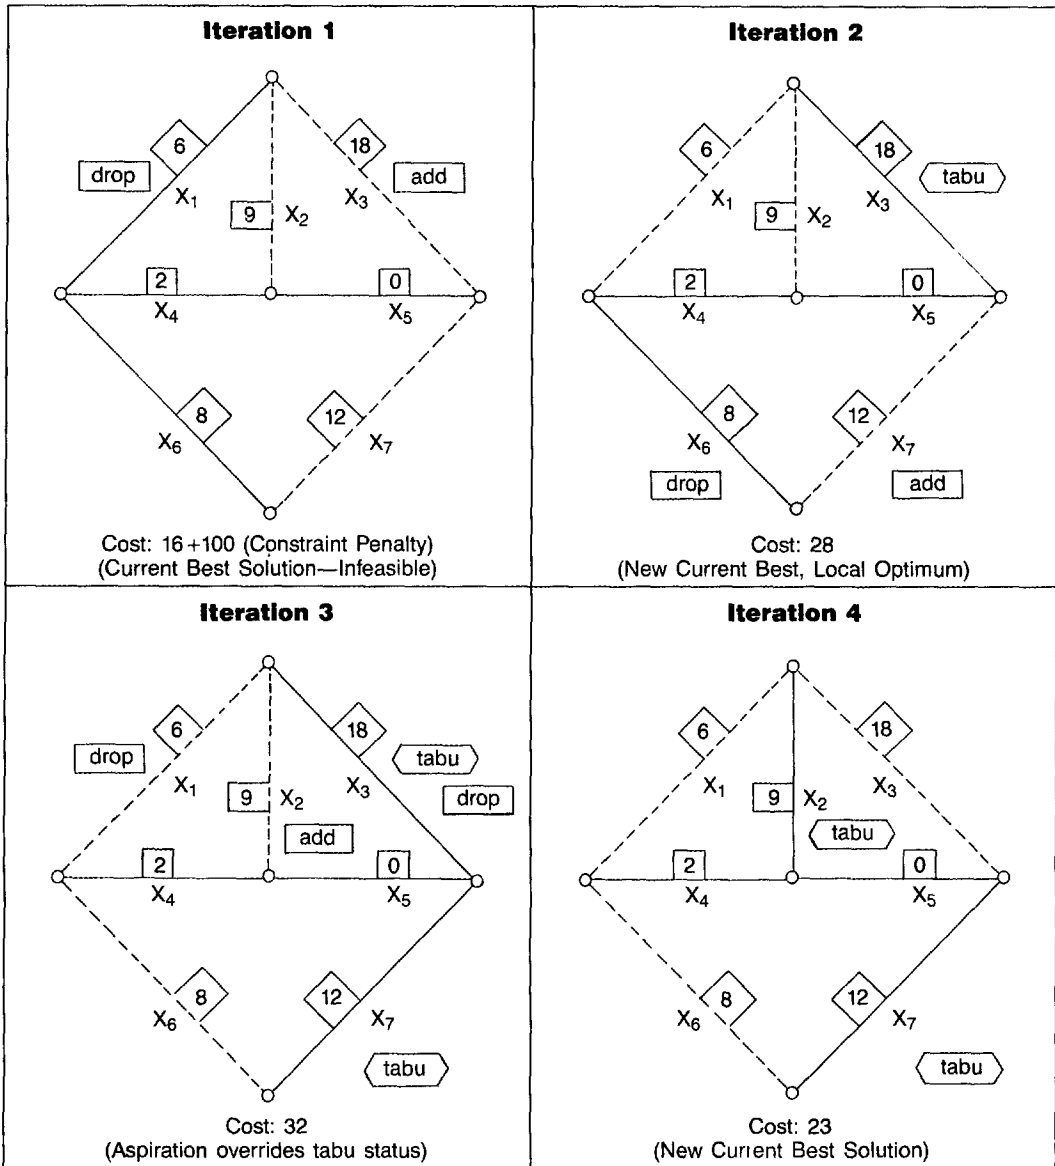 Iteration 1
6
18
drop
add
X1
9
X2
X3
2
0
X4
X5
8
12
X6
X7
Cost: 16+100 (Constraint Penalty)
(Current Best Solution—Infeasible)
Iteration 2
6
18
tabu
X1
9
X2
X3
2
0
X4
X5
8
12
X6
X7
drop
add
Cost: 28
(New Current Best, Local Optimum)
Iteration 3
6
18
drop
tabu
X1
9
X2
X3
drop
add
2
0
X4
X5
8
12
X6
X7
tabu
Cost: 32
(Aspiration overrides tabu status)
Iteration 4
6
18
X1
9
X2
X3
tabu
2
0
X4
X5
8
12
X6
X7
tabu
Cost: 23
(New Current Best Solution)